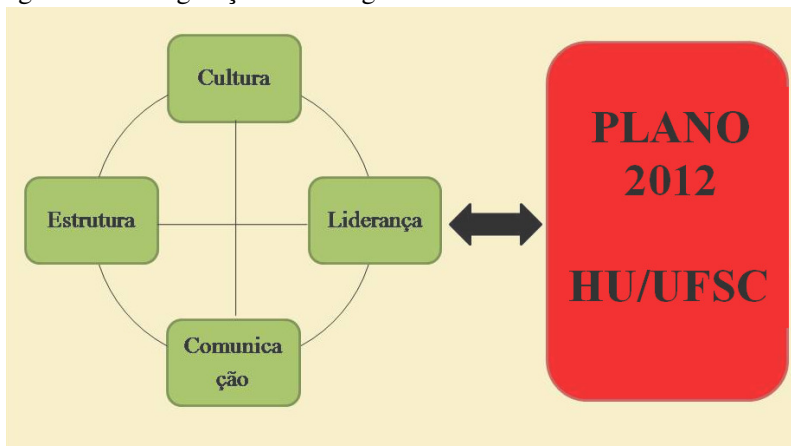 Cultura
Estrutura
Liderança
Comunica
ção
PLANO
2012
HU/UFSC